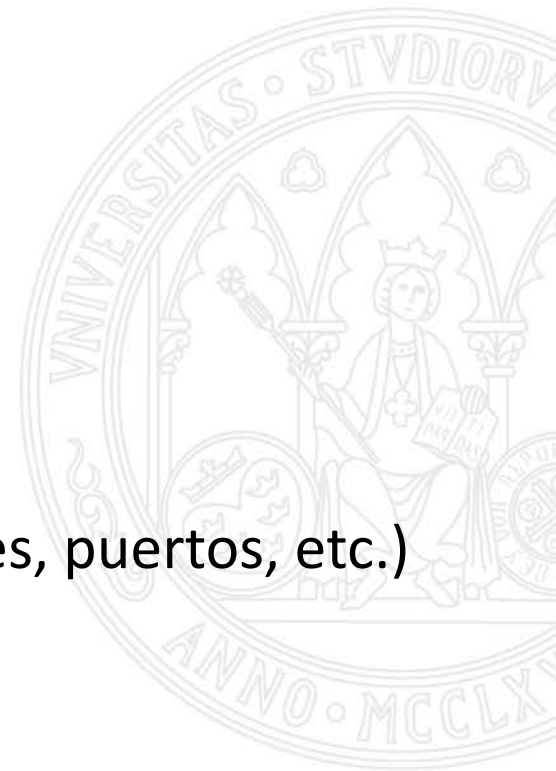 VNIVERSITAS · STVDIORV
es, puertos, etc.)
ANNO · MCCLX